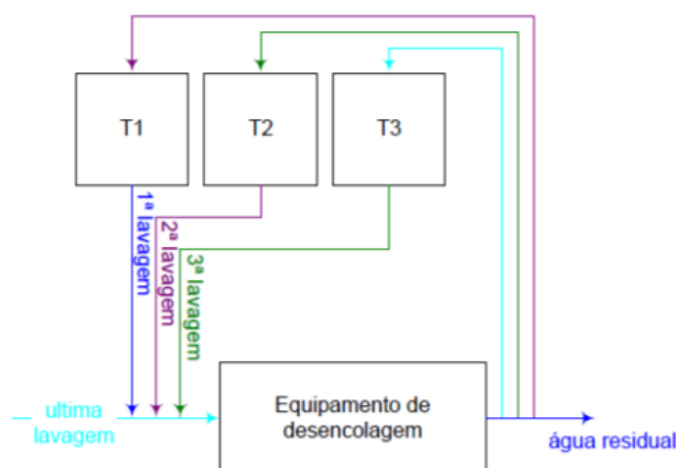 T1
T2
T3
1ª lavagem
2ª lavagem
3ª lavagem
ultima
lavagem
Equipamento de
desencolagem
água residual